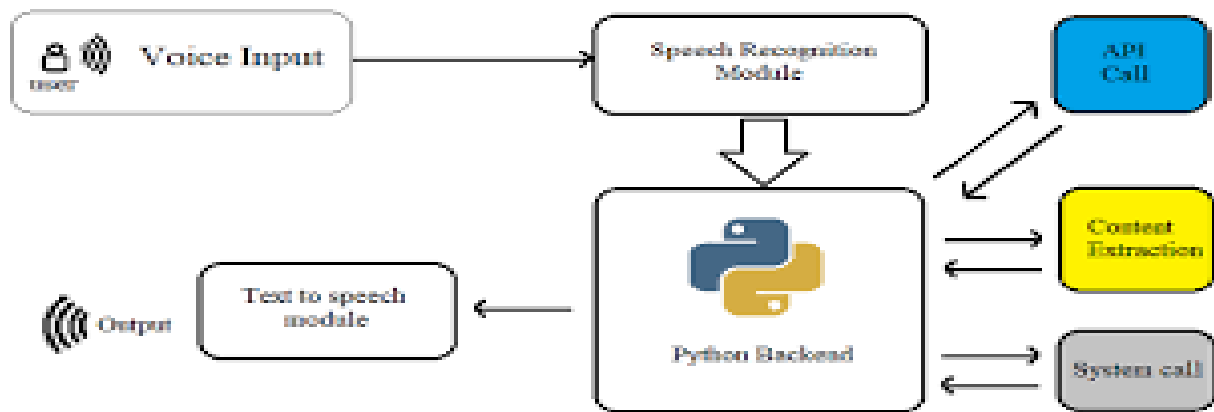 Voice Input
user
Speech Recognition
Module
API
Call
Content
Extraction
Python Backend
System call
Text to speech
module
Output